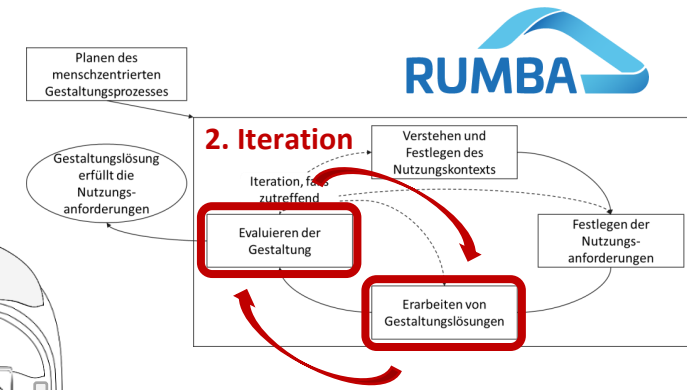 Planen des
menschzentrierten
Gestaltungsprozesses
RUMBA
2. Iteration
Verstehen und
Festlegen des
Nutzungskontexts
Gestaltungslösung
erfüllt die
Nutzungs-
anforderungen
Iteration, falls
zutreffend
Evaluieren der
Gestaltung
Festlegen der
Nutzungs-
anforderungen
Erarbeiten von
Gestaltungslösungen